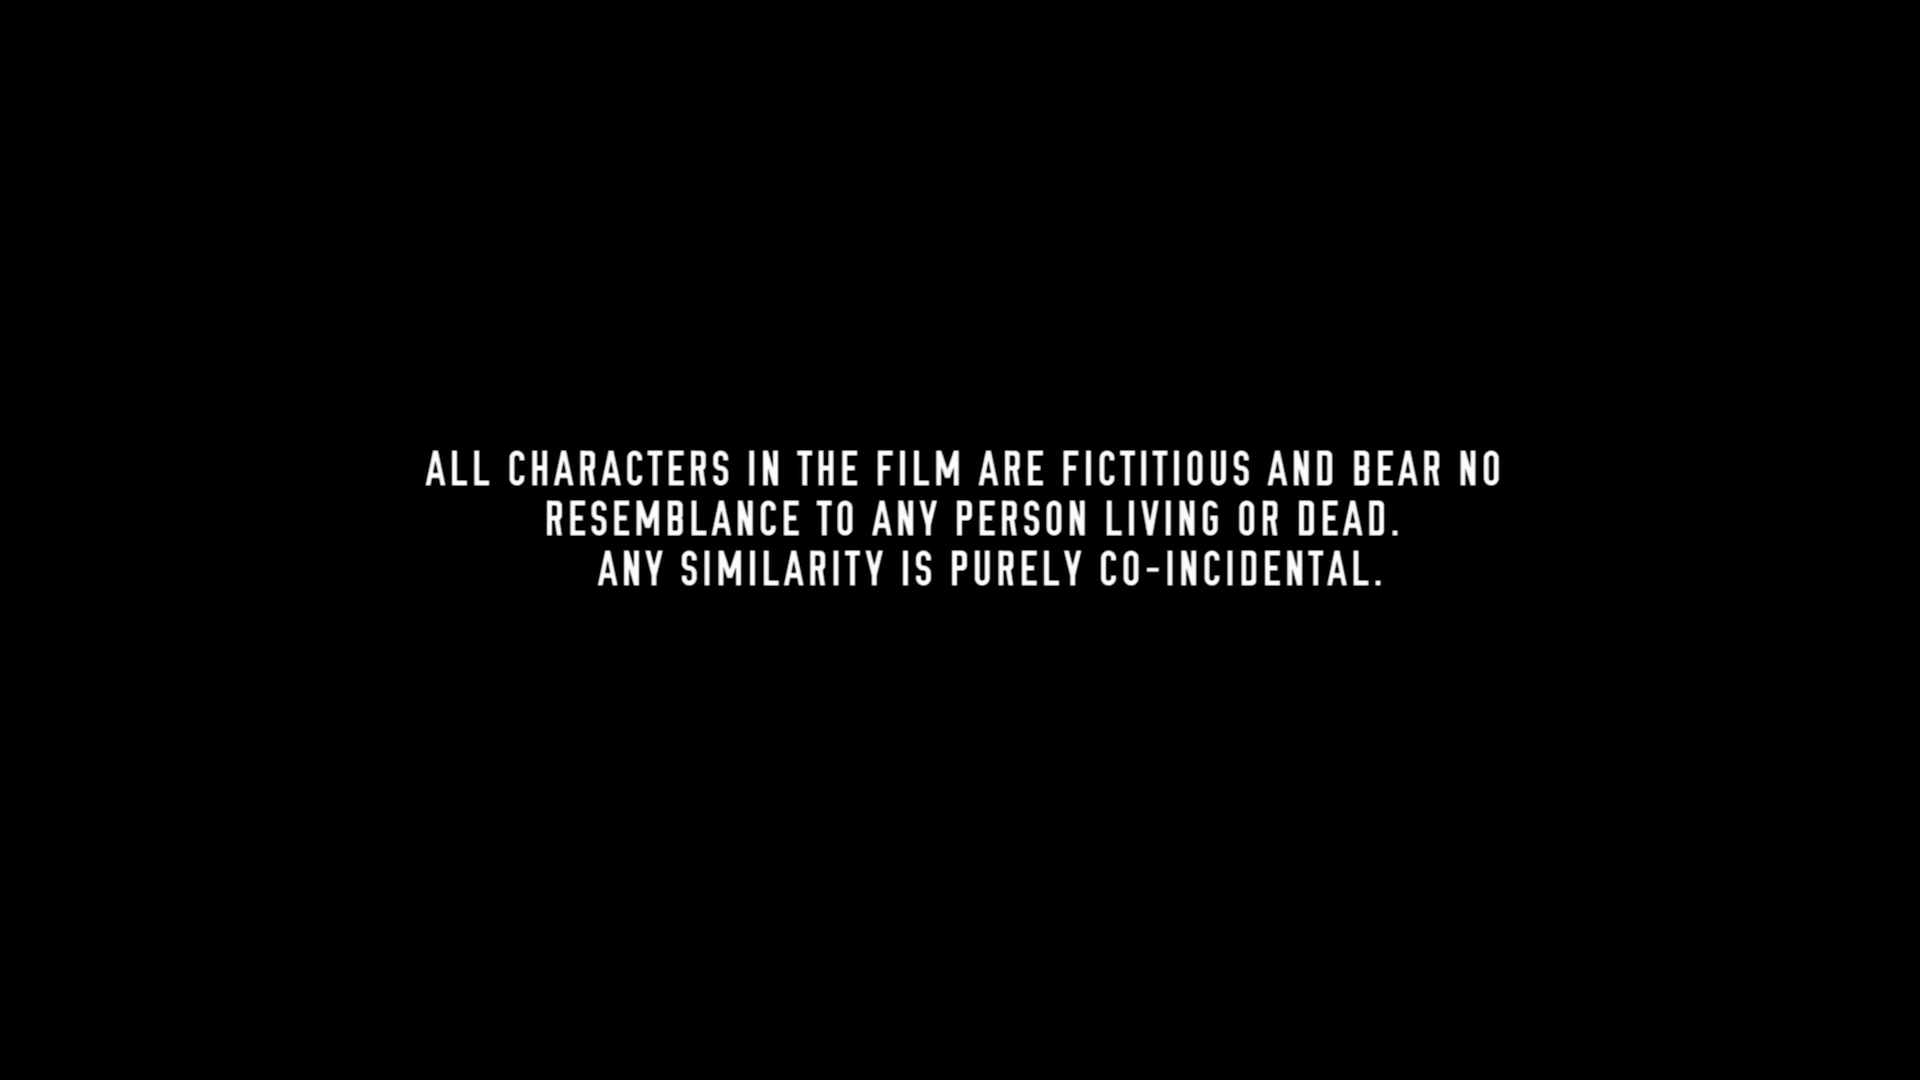 ALL CHARACTERS IN THE FILM ARE FICTITIOUS AND BEAR NO
RESEMBLANCE TO ANY PERSON LIVING OR DEAD.
ANY SIMILARITY IS PURELY CO-INCIDENTAL.